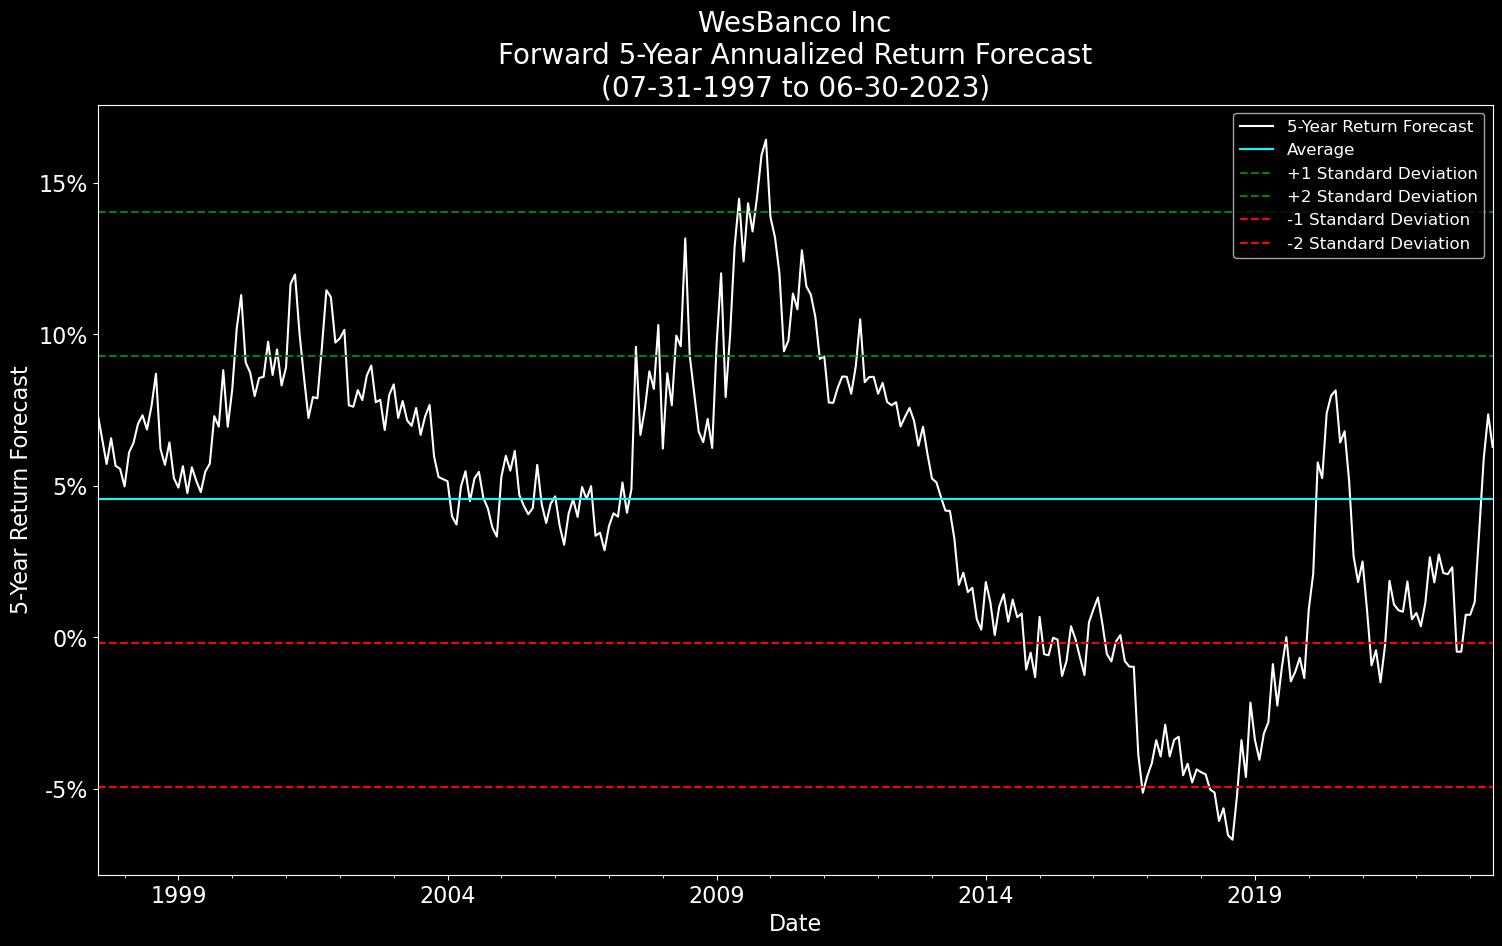 WesBanco Inc
Forward 5-Year Annualized Return Forecast
(07-31-1997 to 06-30-2023)
5-Year Return Forecast
Average
+1 Standard Deviation
+2 Standard Deviation
-1 Standard Deviation
-2 Standard Deviation
15%
10%
5%
0%
-5%
5-Year Return Forecast
1999 2004 2009 2014 2019
Date